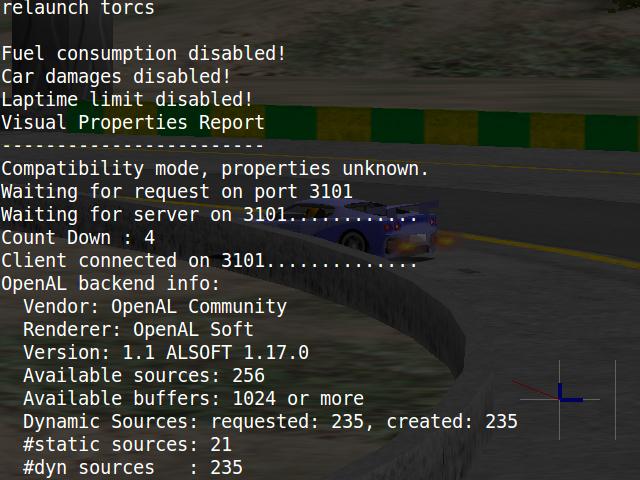 relaunch torcs
Fuel consumption disabled!
Car damages disabled!
Laptime limit disabled!
Visual Properties Report
------------------------
Compatibility mode, properties unknown.
Waiting for request on port 3101
Waiting for server on 3101............
Count Down : 4
Client connected on 3101..............
OpenAL backend info:
  Vendor: OpenAL Community
  Renderer: OpenAL Soft
  Version: 1.1 ALSOFT 1.17.0
  Available sources: 256
  Available buffers: 1024 or more
  Dynamic Sources: requested: 235, created: 235
  #static sources: 21
  #dyn sources   : 235